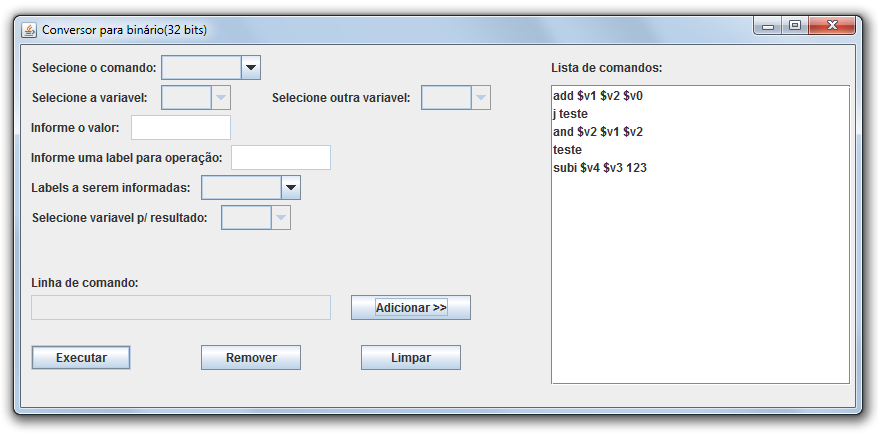 Conversor para binário(32 bits)
Selecione o comando:
Selecione a variavel:
Selecione outra variavel:
Informe o valor:
Informe uma label para operação:
Labels a serem informadas:
Selecione variavel p/ resultado:
Linha de comando:
Adicionar >>
Executar
Remover
Limpar
Lista de comandos:
add $v1 $v2 $v0
j teste
and $v2 $v1 $v2
teste
subi $v4 $v3 123